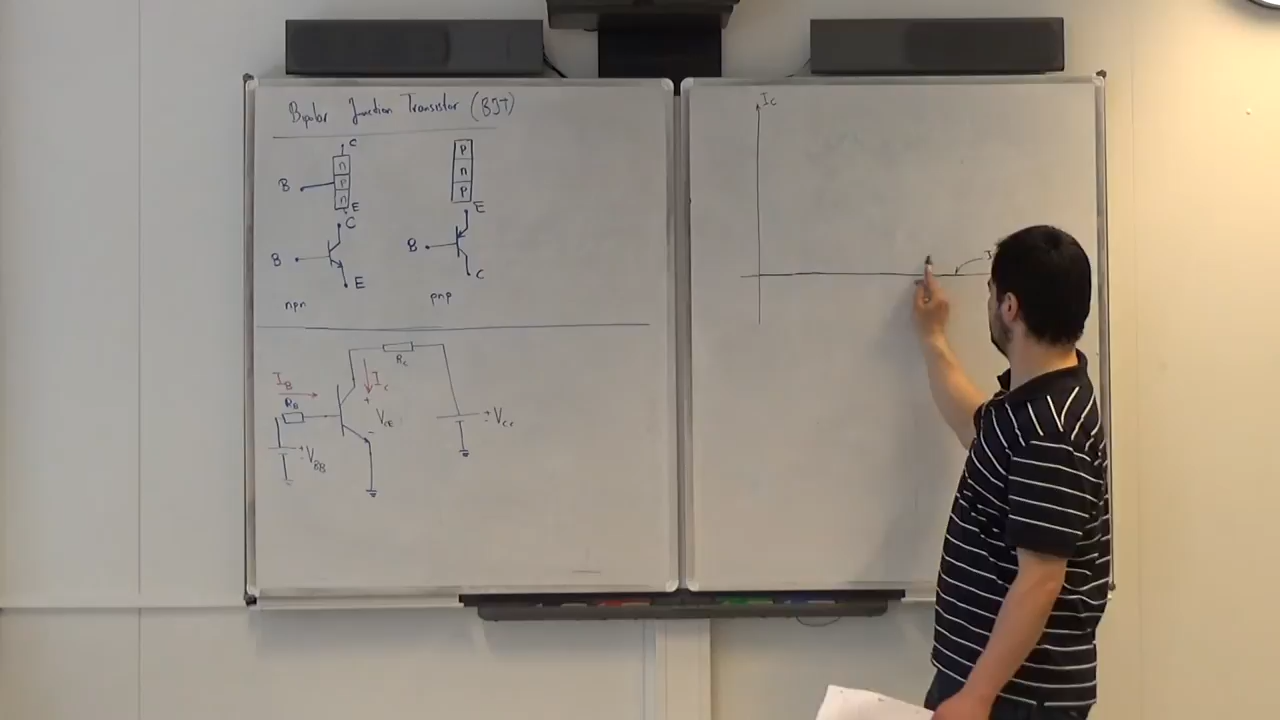 Bipolar Junction Transistor (BJT)
C
n
p
n
B
E
C
B
E
npn
p
n
p
E
B
C
pnp
I_B
R_B
+
-
V_BB
R_C
I_C
+
V_CE
-
+
-
V_CC
I_C
I